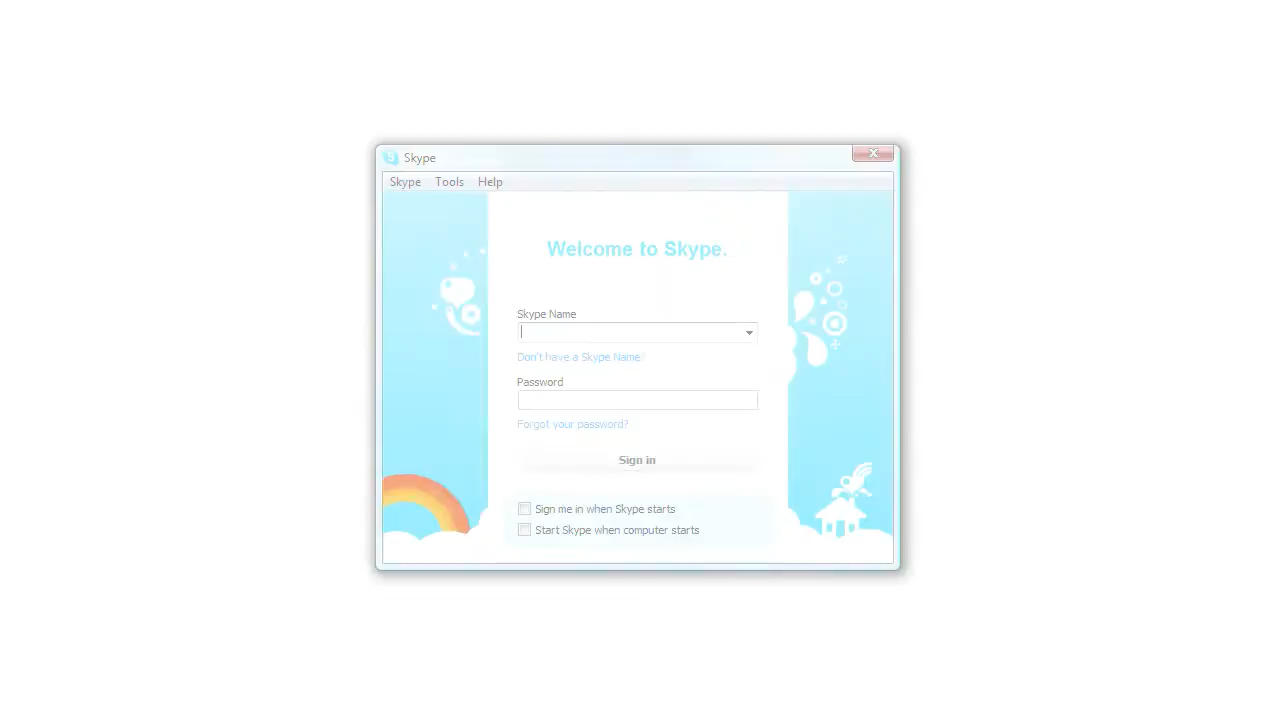 Skype
Skype Tools Help
Welcome to Skype.
Skype Name
Don't have a Skype Name?
Password
Forgot your password?
Sign in
Sign me in when Skype starts
Start Skype when computer starts